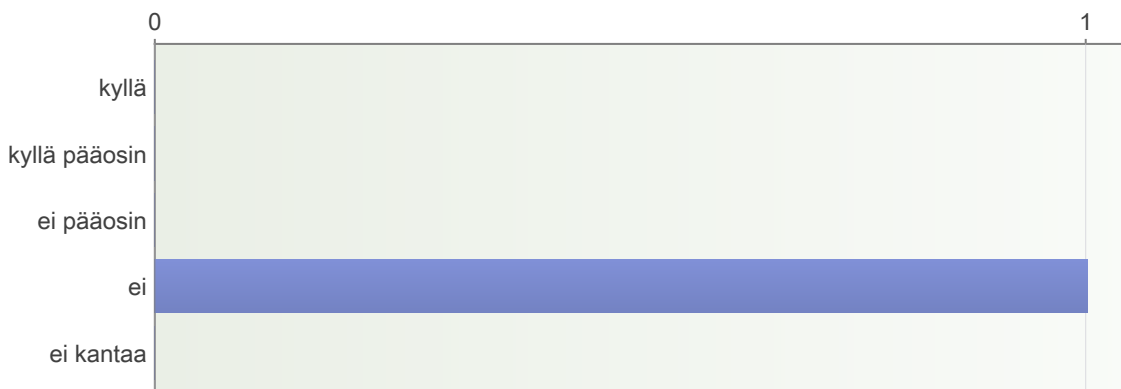 0 1
kyllä
kyllä pääosin
ei pääosin
ei
ei kantaa